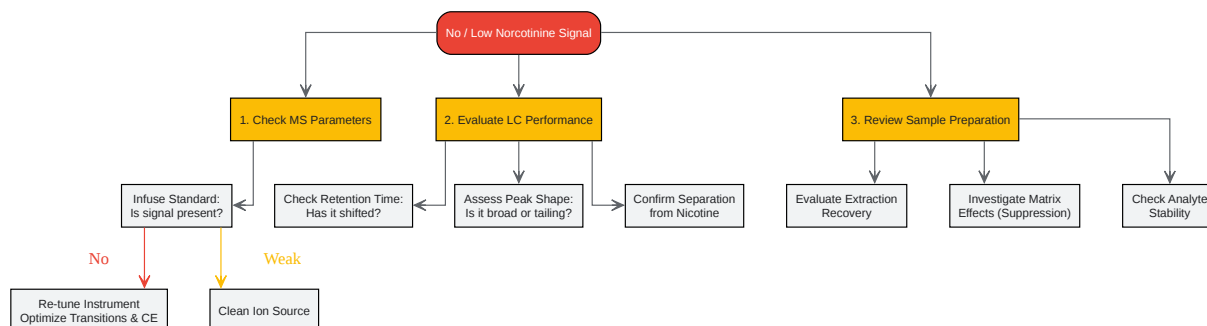 No / Low Norcotinine Signal
1. Check MS Parameters
2. Evaluate LC Performance
3. Review Sample Preparation
Infuse Standard:
Is signal present?
Check Retention Time:
Has it shifted?
Assess Peak Shape:
Is it broad or tailing?
Confirm Separation
from Nicotine
Evaluate Extraction
Recovery
Investigate Matrix
Effects (Suppression)
Check Analyte
Stability
No
Weak
Re-tune Instrument
Optimize Transitions & CE
Clean Ion Source